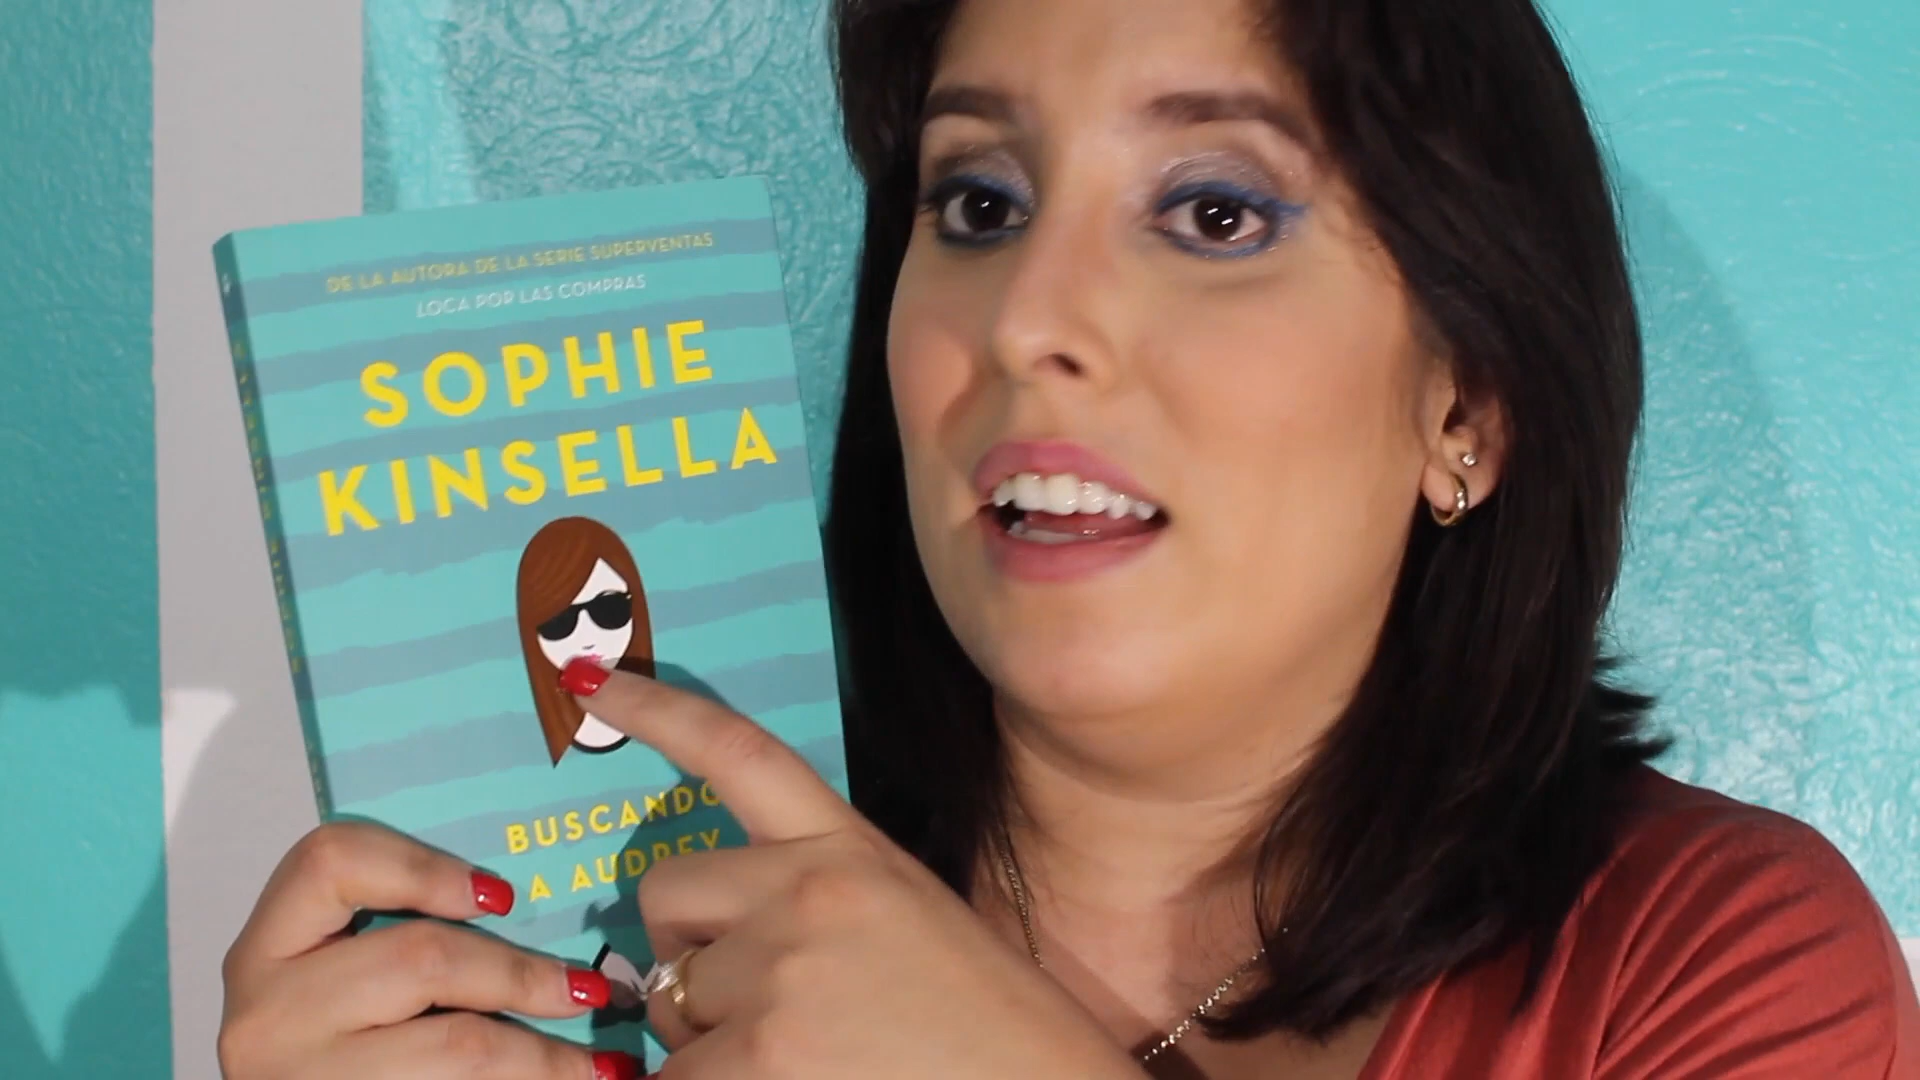 DE LA AUTORA DE LA SERIE SUPERVENTAS
LOCA POR LAS COMPRAS
SOPHIE
KINSELLA
BUSCANDO
A AUDREY